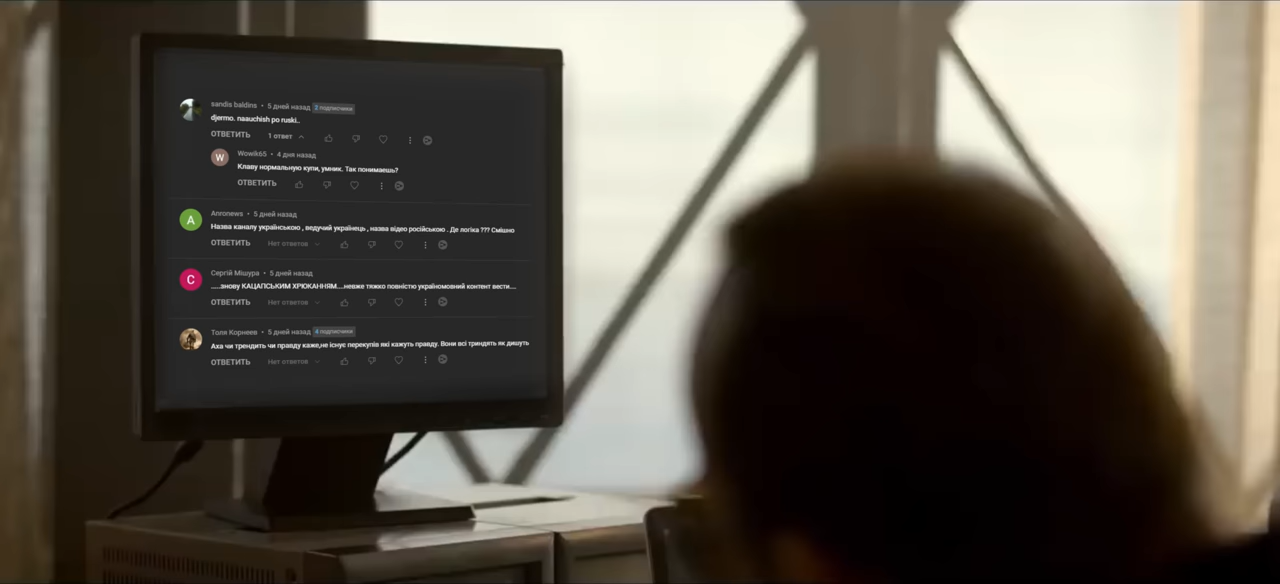 sandis baldins • 5 дней назад 2 подписчики
djermo. naauchish po ruski..
ОТВЕТИТЬ 1 ответ
W
Wowik65 • 4 дня назад
Клаву нормальную купи, умник. Так понимаешь?
ОТВЕТИТЬ
A
Anronews • 5 дней назад
Назва каналу українською , ведучий українець , назва відео російською . Де логіка ??? Смішно
ОТВЕТИТЬ Нет ответов
С
Сергій Мішура • 5 дней назад
.....знову КАЦАПСЬКИМ ХРЮКАННЯМ....невже тяжко повністю україномовний контент вести....
ОТВЕТИТЬ Нет ответов
Толя Корнеев • 5 дней назад 4 подписчики
Аха чи трендить чи правду каже,не існує перекупів які кажуть правду. Вони всі триндять як дишуть
ОТВЕТИТЬ Нет ответов